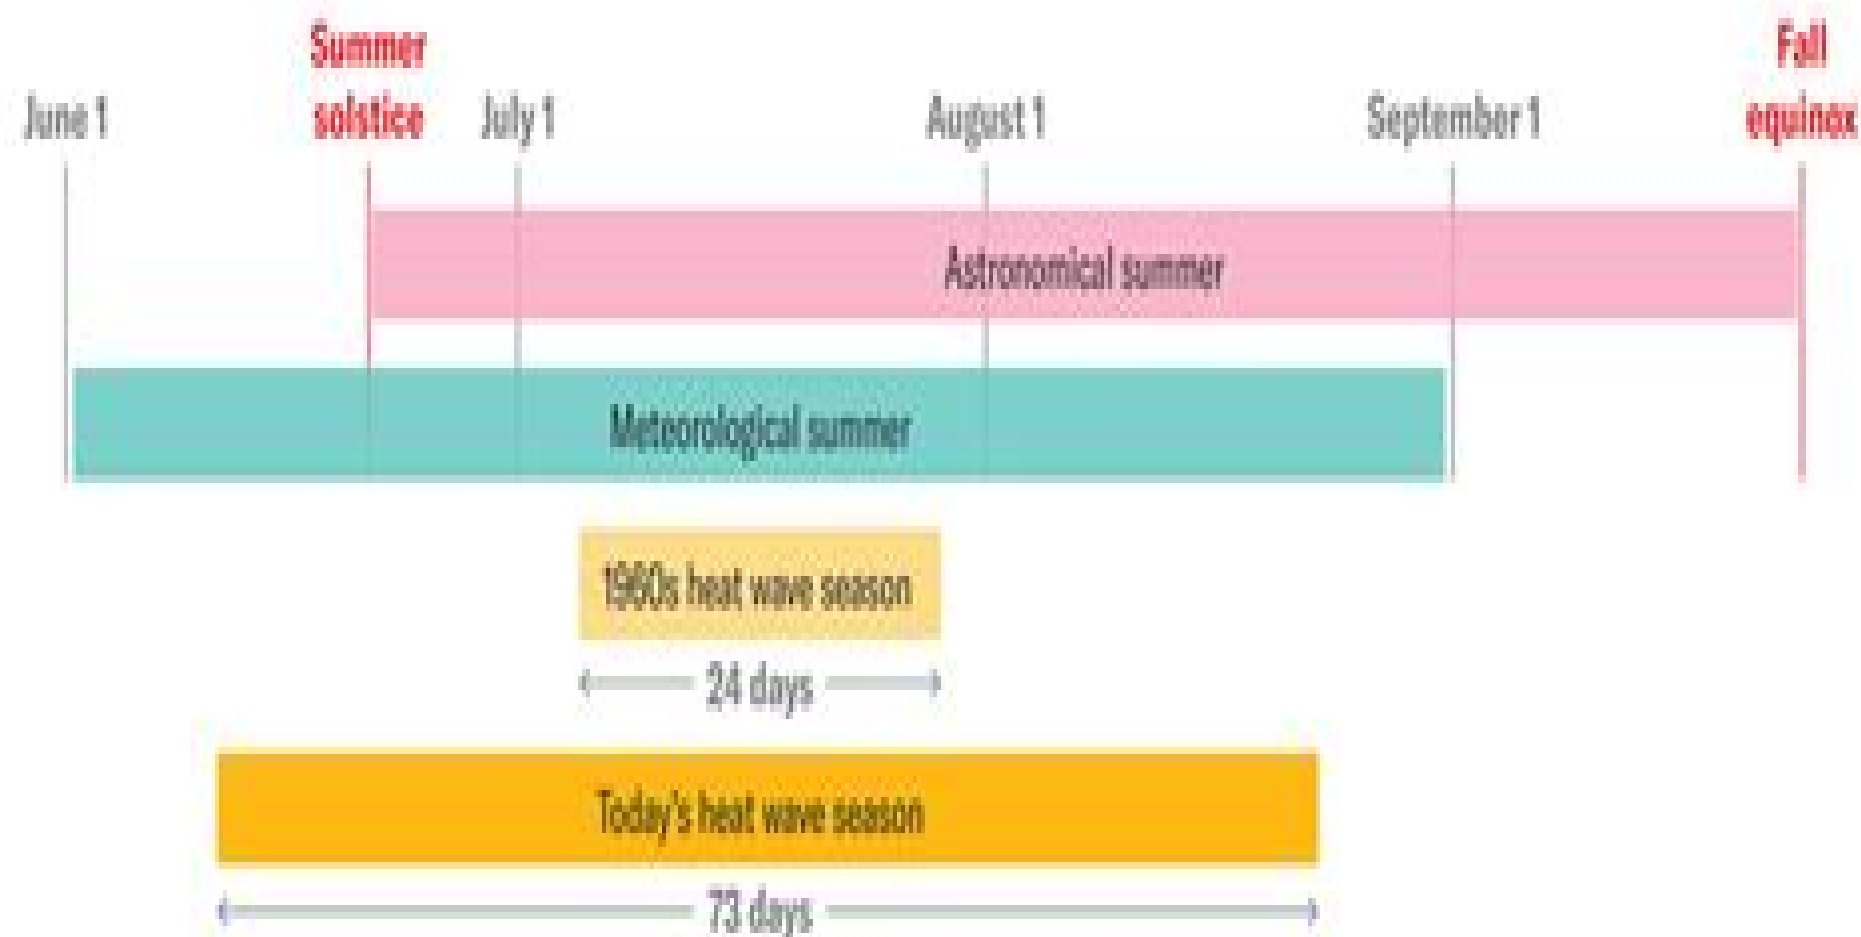 Summer
solstice
Fall
equinox
June 1
July 1
August 1
September 1
Astronomical summer
Meteorological summer
1960s heat wave season
24 days
Today's heat wave season
73 days